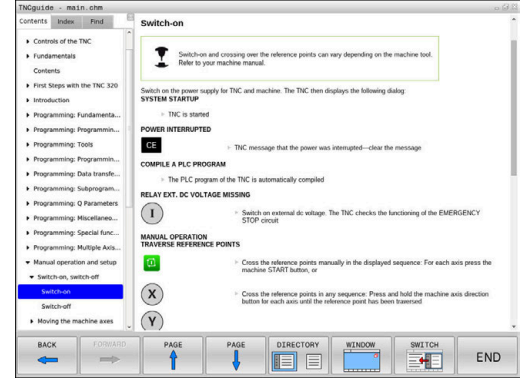 TNCguide - main.chm
Contents Index Find
Controls of the TNC
Fundamentals
Contents
First Steps with the TNC 320
Introduction
Programming: Fundamenta...
Programming: Programmin...
Programming: Tools
Programming: Programmin...
Programming: Data transfe...
Programming: Subprogram...
Programming: Q Parameters
Programming: Miscellaneo...
Programming: Special func...
Programming: Multiple Axis...
Manual operation and setup
Switch-on, switch-off
Switch-on
Switch-off
Moving the machine axes
Switch-on
Switch-on and crossing over the reference points can vary depending on the machine tool.
Refer to your machine manual.
Switch on the power supply for TNC and machine. The TNC then displays the following dialog:
SYSTEM STARTUP
TNC is started
POWER INTERRUPTED
CE
TNC message that the power was interrupted—clear the message
COMPILE A PLC PROGRAM
The PLC program of the TNC is automatically compiled
RELAY EXT. DC VOLTAGE MISSING
I
Switch on external dc voltage. The TNC checks the functioning of the EMERGENCY
STOP circuit
MANUAL OPERATION
TRAVERSE REFERENCE POINTS
Cross the reference points manually in the displayed sequence: For each axis press the
machine START button, or
X
Cross the reference points in any sequence: Press and hold the machine axis direction
button for each axis until the reference point has been traversed
Y
BACK
FORWARD
PAGE
PAGE
DIRECTORY
WINDOW
SWITCH
END